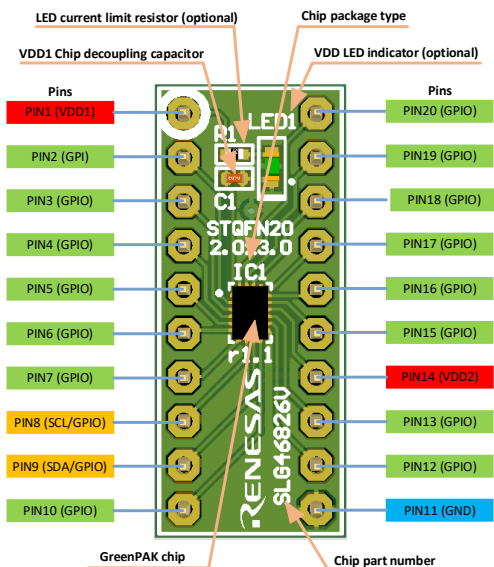 LED current limit resistor (optional)
Chip package type
VDD1 Chip decoupling capacitor
VDD LED indicator (optional)
Pins
Pins
PIN1 (VDD1)
PIN20 (GPIO)
PIN2 (GPI)
PIN19 (GPIO)
PIN3 (GPIO)
PIN18 (GPIO)
PIN4 (GPIO)
PIN17 (GPIO)
PIN5 (GPIO)
PIN16 (GPIO)
PIN6 (GPIO)
PIN15 (GPIO)
PIN7 (GPIO)
PIN14 (VDD2)
PIN8 (SCL/GPIO)
PIN13 (GPIO)
PIN9 (SDA/GPIO)
PIN12 (GPIO)
PIN10 (GPIO)
PIN11 (GND)
LED1
R1
C1
STQFN20
2.0x3.0
IC1
r1.1
RENESAS
SLG46826V
GreenPAK chip
Chip part number